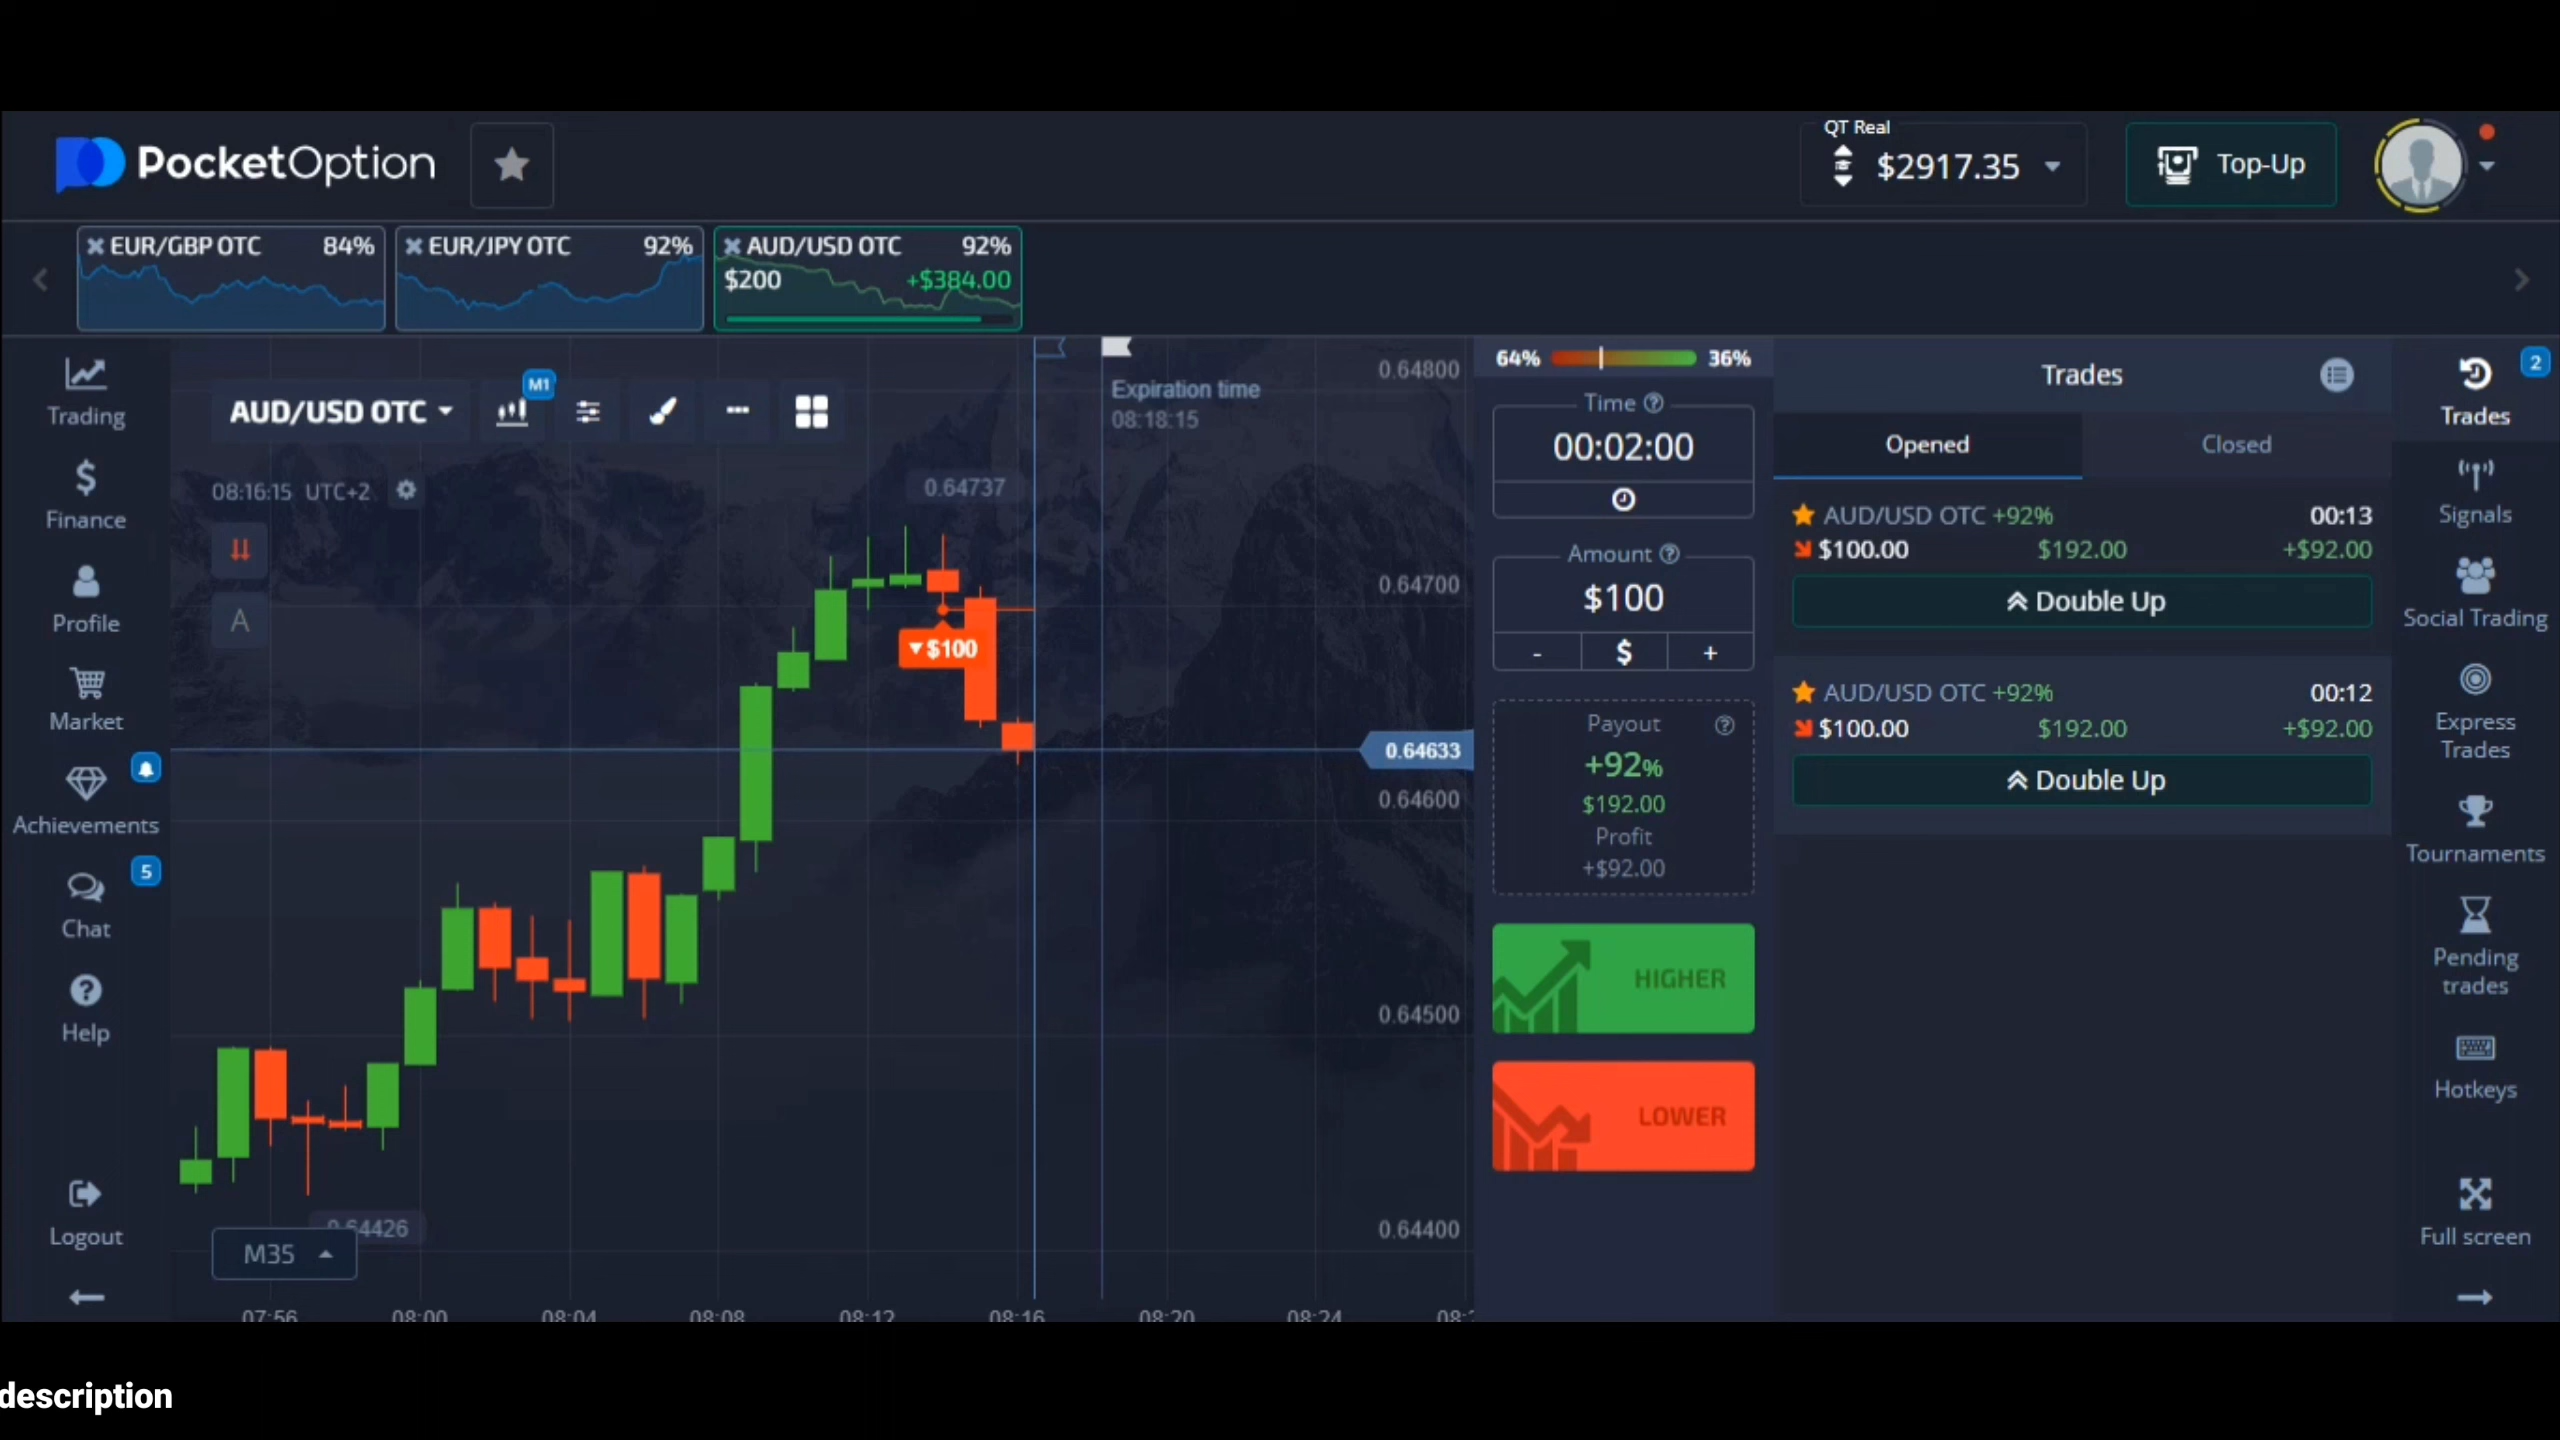 PocketOption
QT Real
$2917.35
Top-Up
EUR/GBP OTC 84%
EUR/JPY OTC 92%
AUD/USD OTC 92%
$200 +$384.00
Trading
Finance
Profile
Market
Achievements
5
Chat
Help
Logout
AUD/USD OTC
M1
08:16:15 UTC+2
A
Expiration time
08:18:15
0.64737
$100
0.64800
0.64700
0.64633
0.64600
0.64500
0.64400
0.64426
M35
07:56 08:00 08:04 08:08 08:12 08:16 08:20 08:24
64% 36%
Time
00:02:00
Amount
$100
- $ +
Payout
+92%
$192.00
Profit
+$92.00
HIGHER
LOWER
Trades
Opened Closed
AUD/USD OTC +92% 00:13
$100.00 $192.00 +$92.00
Double Up
AUD/USD OTC +92% 00:12
$100.00 $192.00 +$92.00
Double Up
2
Trades
Signals
Social Trading
Express
Trades
Tournaments
Pending
trades
Hotkeys
Full screen
description